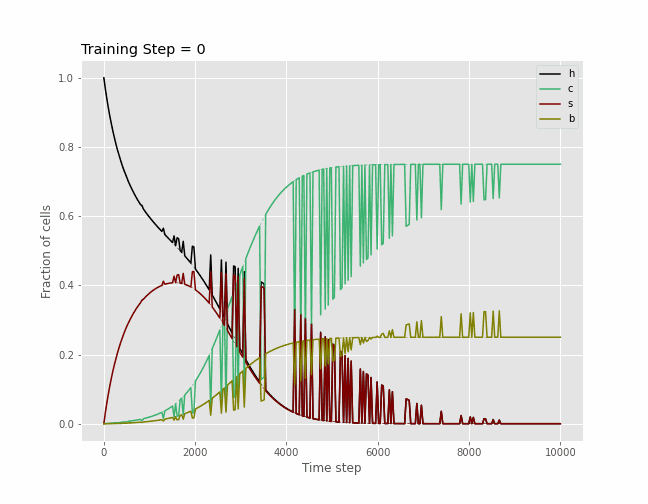 Training Step = 0
h
c
s
b
1.0
0.8
0.6
0.4
0.2
0.0
Fraction of cells
0 2000 4000 6000 8000 10000
Time step